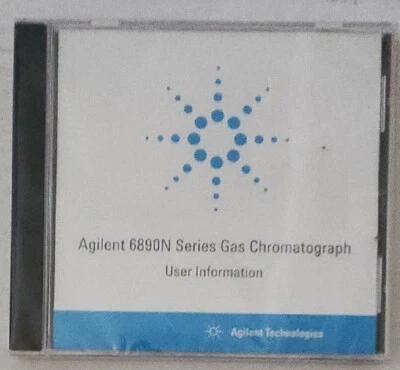 Agilent 6890N Series Gas Chromatograph
User Information
Agilent Technologies